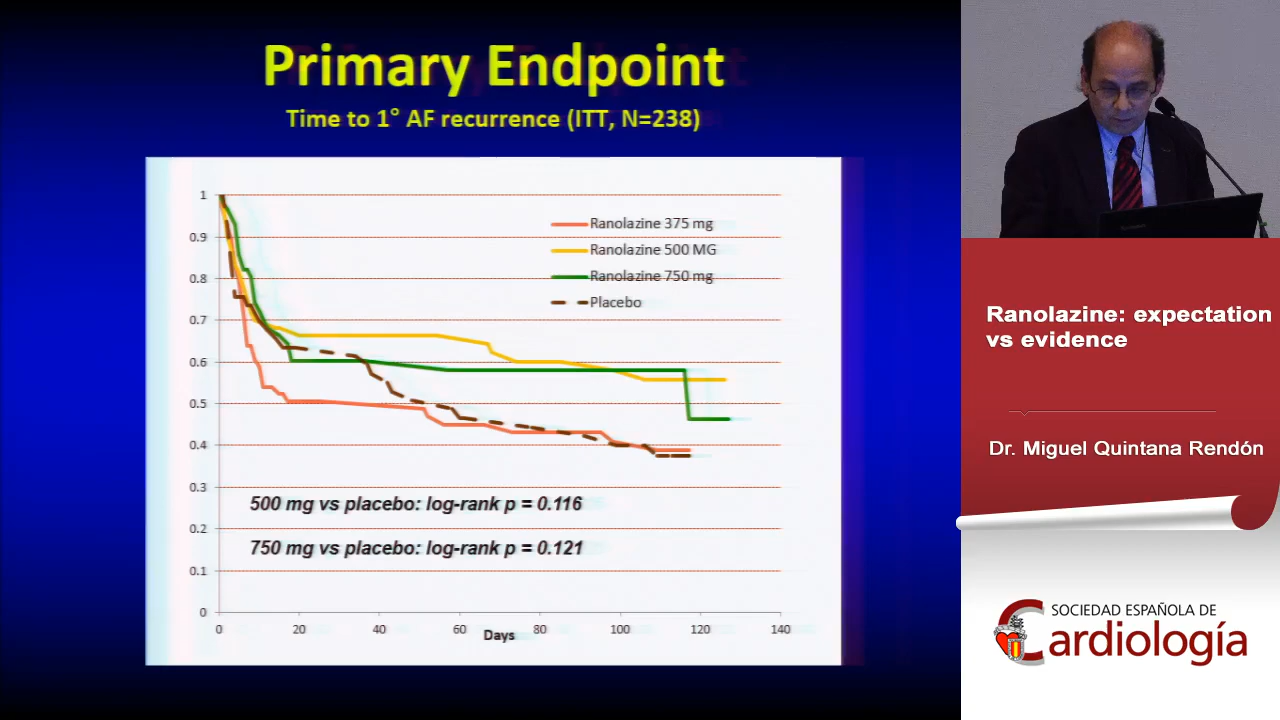 Primary Endpoint
Time to 1° AF recurrence (ITT, N=238)
1
0.9
0.8
0.7
0.6
0.5
0.4
0.3
0.2
0.1
0
Ranolazine 375 mg
Ranolazine 500 MG
Ranolazine 750 mg
Placebo
500 mg vs placebo: log-rank p = 0.116
750 mg vs placebo: log-rank p = 0.121
0 20 40 60 80 100 120 140
Days
Ranolazine: expectation
vs evidence
Dr. Miguel Quintana Rendón
SOCIEDAD ESPAÑOLA DE
Cardiología